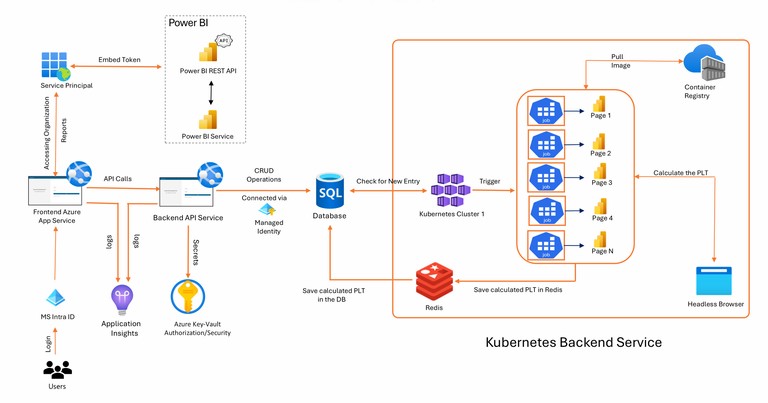 Power BI
API
Power BI REST API
Power BI Service
Embed Token
Service Principal
Accessing Organization
Reports
Frontend Azure
App Service
API Calls
Backend API Service
logs
logs
Secrets
MS Intra ID
Login
Users
Application
Insights
Azure Key-Vault
Authorization/Security
CRUD
Operations
Connected via
Managed
Identity
SQL
Database
Check for New Entry
Kubernetes Cluster 1
Trigger
job
Page 1
job
Page 2
job
Page 3
job
Page 4
job
Page N
Pull
Image
Container
Registry
Calculate the PLT
Headless Browser
Save calculated PLT in Redis
Redis
Save calculated PLT
in the DB
Kubernetes Backend Service